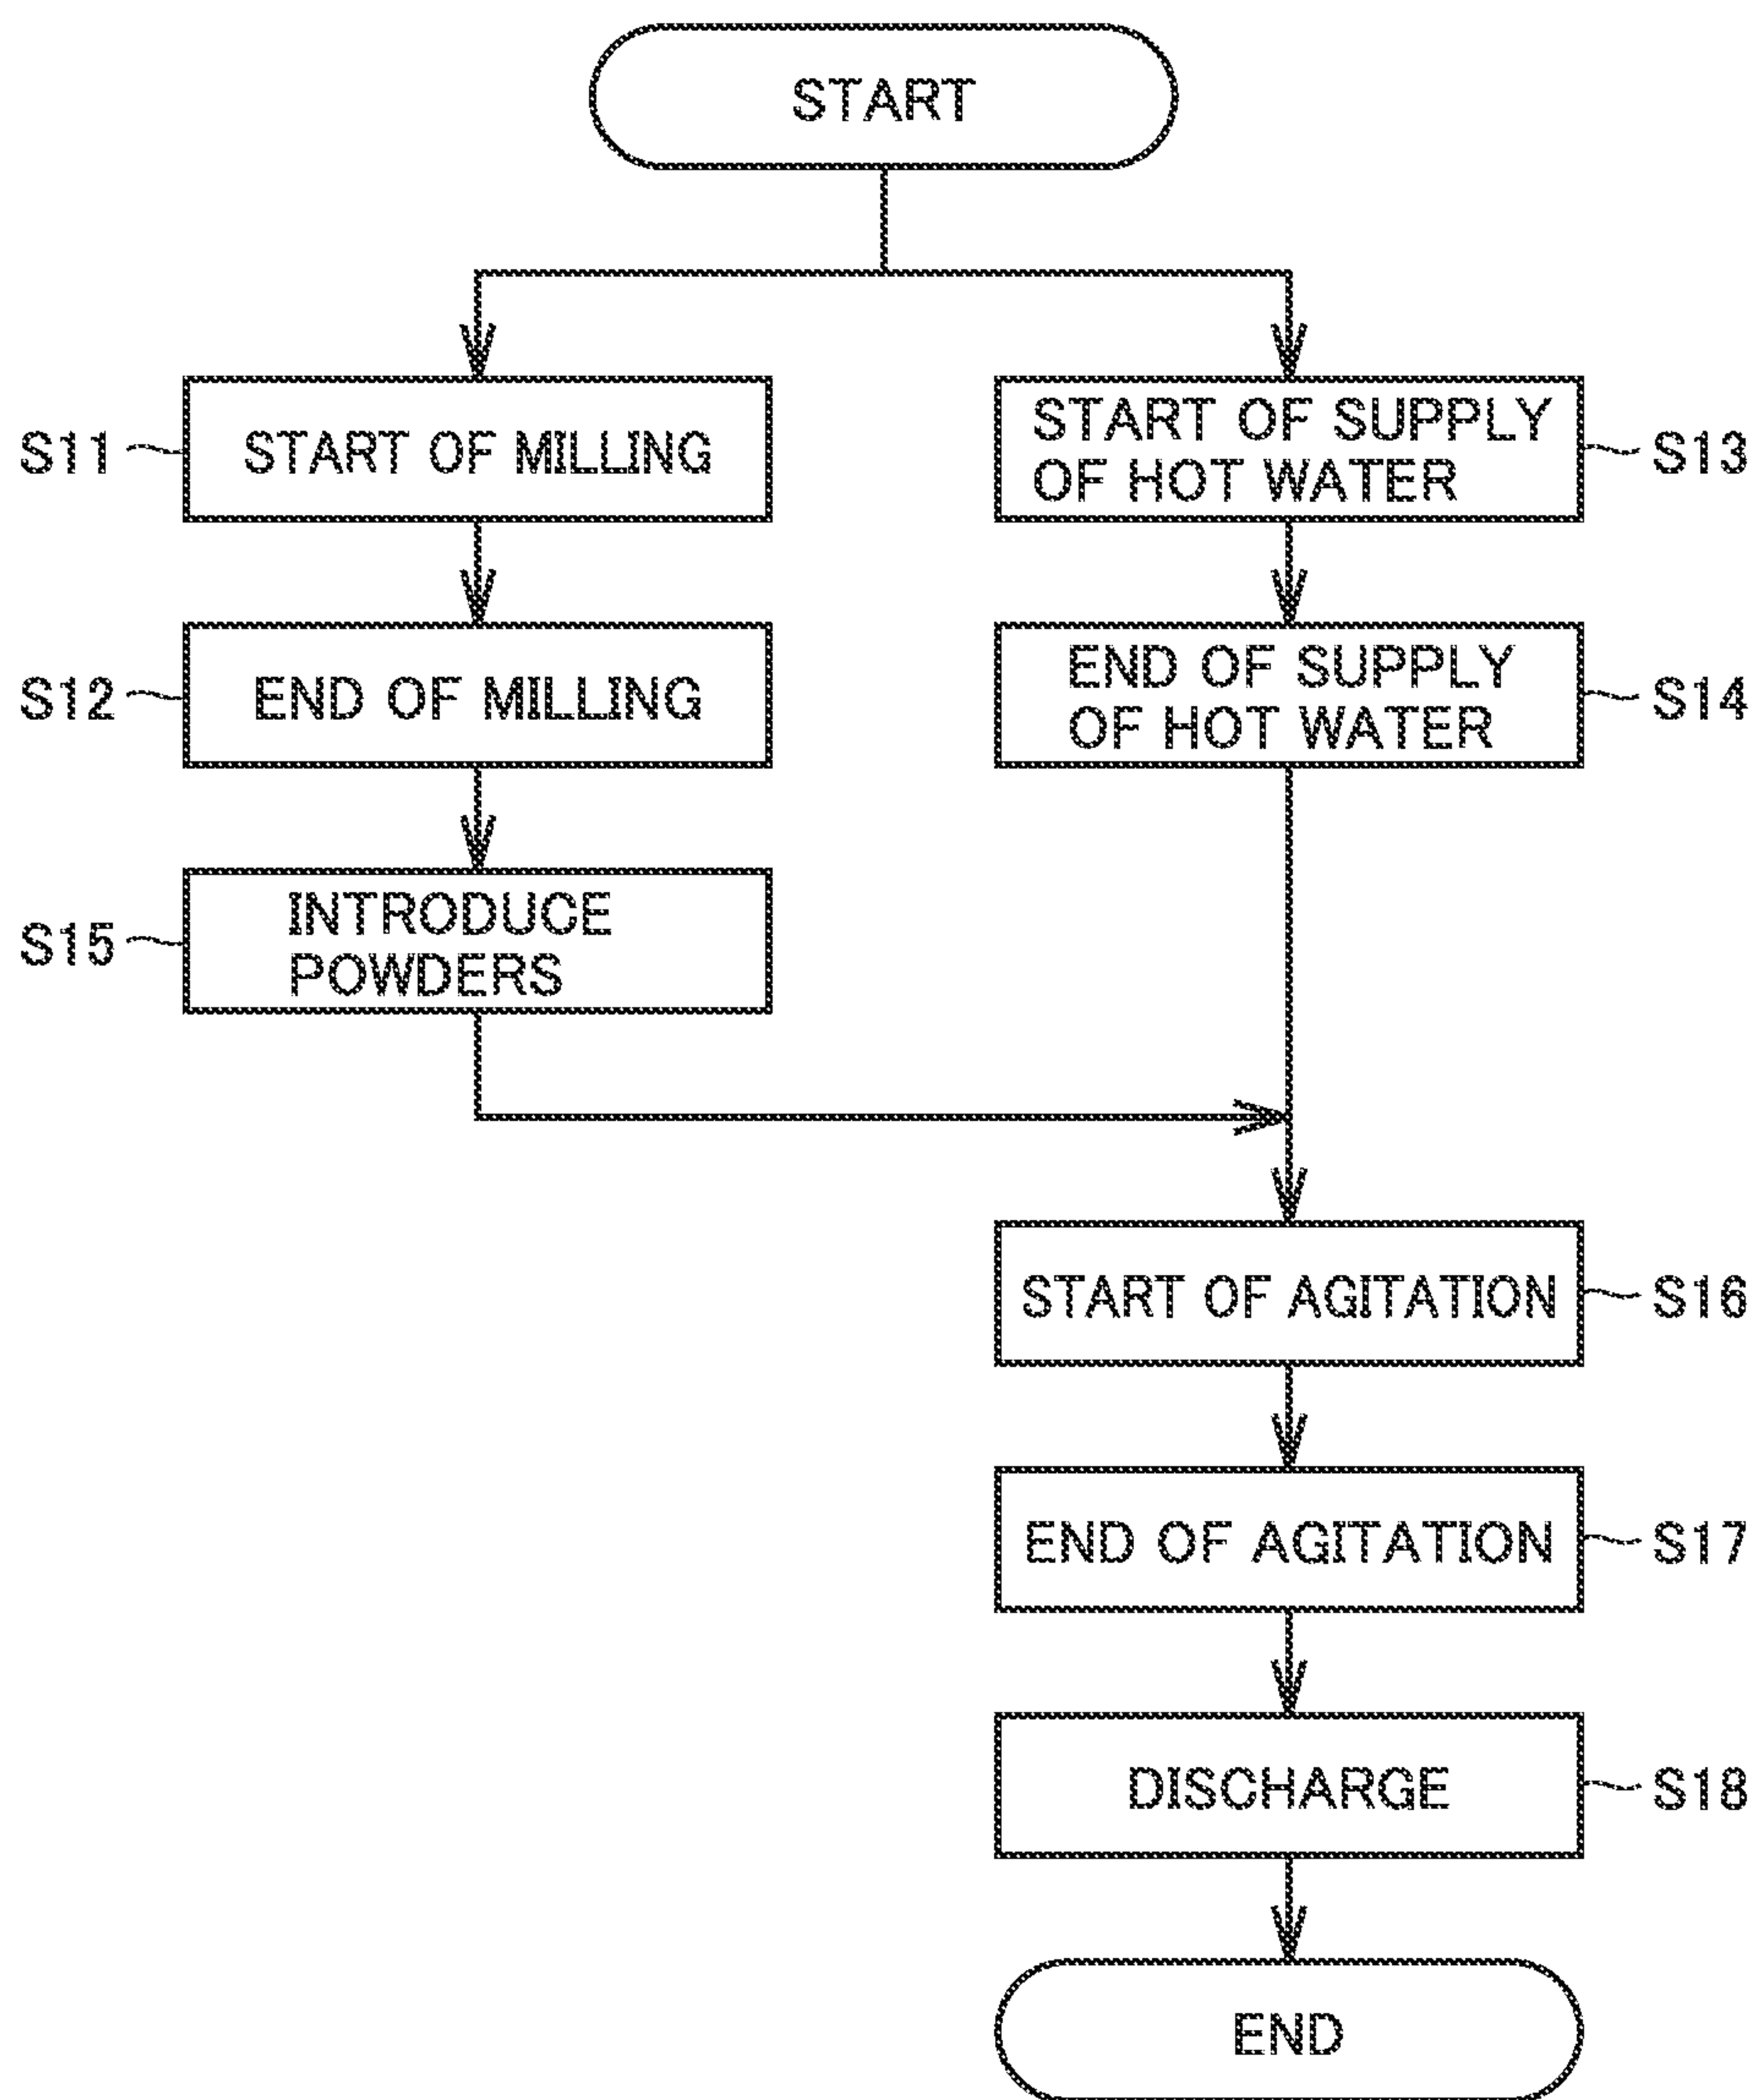 START
S11
START OF MILLING
START OF SUPPLY
OF HOT WATER
S13
S12
END OF MILLING
END OF SUPPLY
OF HOT WATER
S14
S15
INTRODUCE
POWDERS
START OF AGITATION
S16
END OF AGITATION
S17
DISCHARGE
S18
END